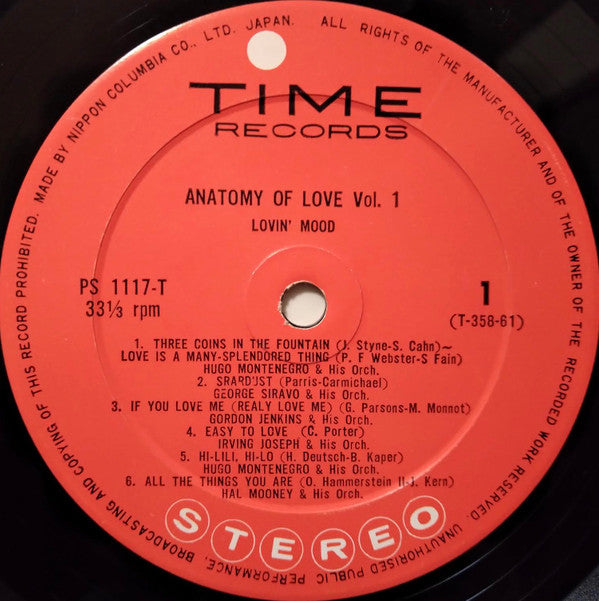 MADE BY NIPPON COLUMBIA CO., LTD. JAPAN. ALL RIGHTS OF THE MANUFACTURER AND OF THE OWNER OF THE RECORDED WORK RESERVED. UNAUTHORISED PUBLIC PERFORMANCE, BROADCASTING AND COPYING OF THIS RECORD PROHIBITED.
TIME
RECORDS
ANATOMY OF LOVE Vol. 1
LOVIN' MOOD
PS 1117-T
33⅓ rpm
1
(T-358-61)
1. THREE COINS IN THE FOUNTAIN (J. Styne-S. Cahn)~
LOVE IS A MANY-SPLENDORED THING (P. F Webster-S Fain)
HUGO MONTENEGRO & His Orch.
2. SRARD'JST (Parris-Carmichael)
GEORGE SIRAVO & His Orch.
3. IF YOU LOVE ME (REALY LOVE ME) (G. Parsons-M. Monnot)
GORDON JENKINS & His Orch.
4. EASY TO LOVE (C. Porter)
IRVING JOSEPH & His Orch.
5. HI-LILI, HI-LO (H. Deutsch-B. Kaper)
HUGO MONTENEGRO & His Orch.
6. ALL THE THINGS YOU ARE (O. Hammerstein II-J. Kern)
HAL MOONEY & His Orch.
STEREO